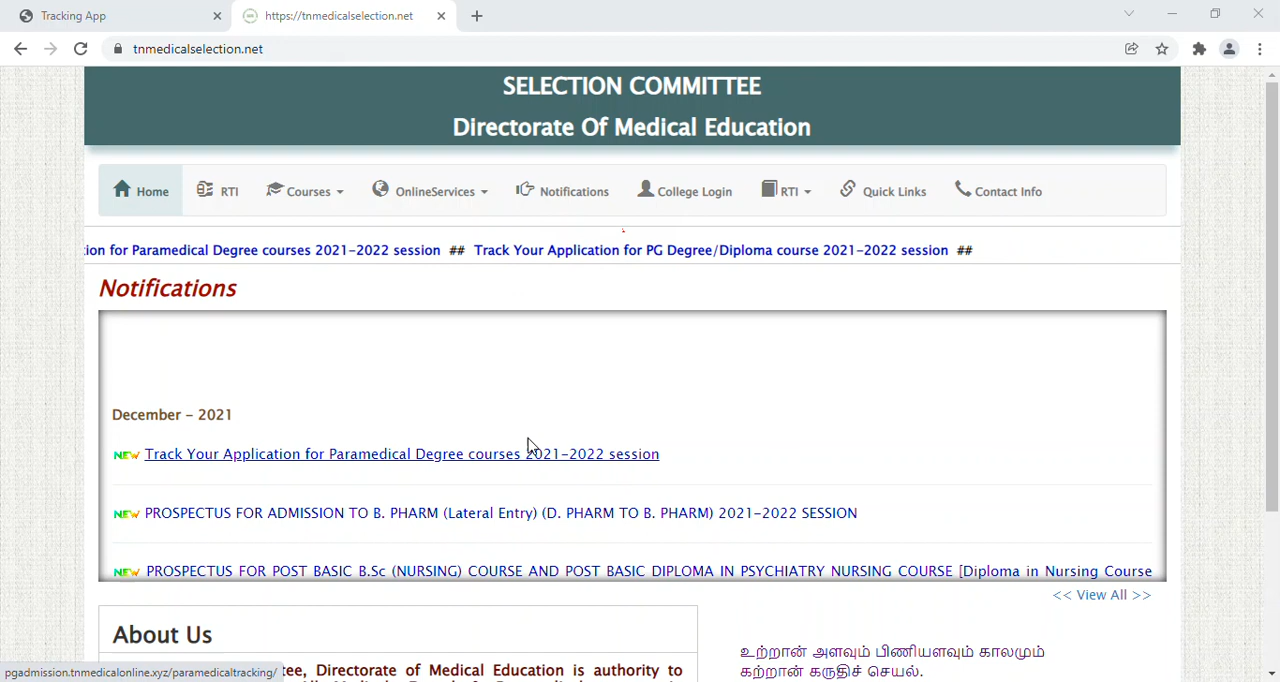 Tracking App
https://tnmedicalselection.net
tnmedicalselection.net
SELECTION COMMITTEE
Directorate Of Medical Education
Home RTI Courses OnlineServices Notifications College Login RTI Quick Links Contact Info
ion for Paramedical Degree courses 2021-2022 session ## Track Your Application for PG Degree/Diploma course 2021-2022 session ##
Notifications
December - 2021
NEW Track Your Application for Paramedical Degree courses 2021-2022 session
NEW PROSPECTUS FOR ADMISSION TO B. PHARM (Lateral Entry) (D. PHARM TO B. PHARM) 2021-2022 SESSION
NEW PROSPECTUS FOR POST BASIC B.Sc (NURSING) COURSE AND POST BASIC DIPLOMA IN PSYCHIATRY NURSING COURSE [Diploma in Nursing Course
<< View All >>
About Us
tee, Directorate of Medical Education is authority to
உற்றான் அளவும் பிணியளவும் காலமும்
கற்றான் கருதிச் செயல்.
pgadmission.tnmedicalonline.xyz/paramedicaltracking/